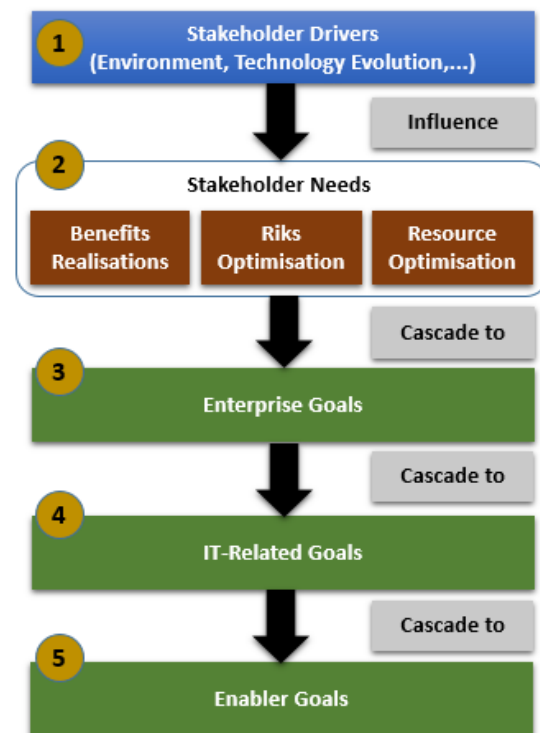 1
Stakeholder Drivers
(Environment, Technology Evolution,...)
Influence
2
Stakeholder Needs
Benefits
Realisations
Riks
Optimisation
Resource
Optimisation
Cascade to
3
Enterprise Goals
Cascade to
4
IT-Related Goals
Cascade to
5
Enabler Goals